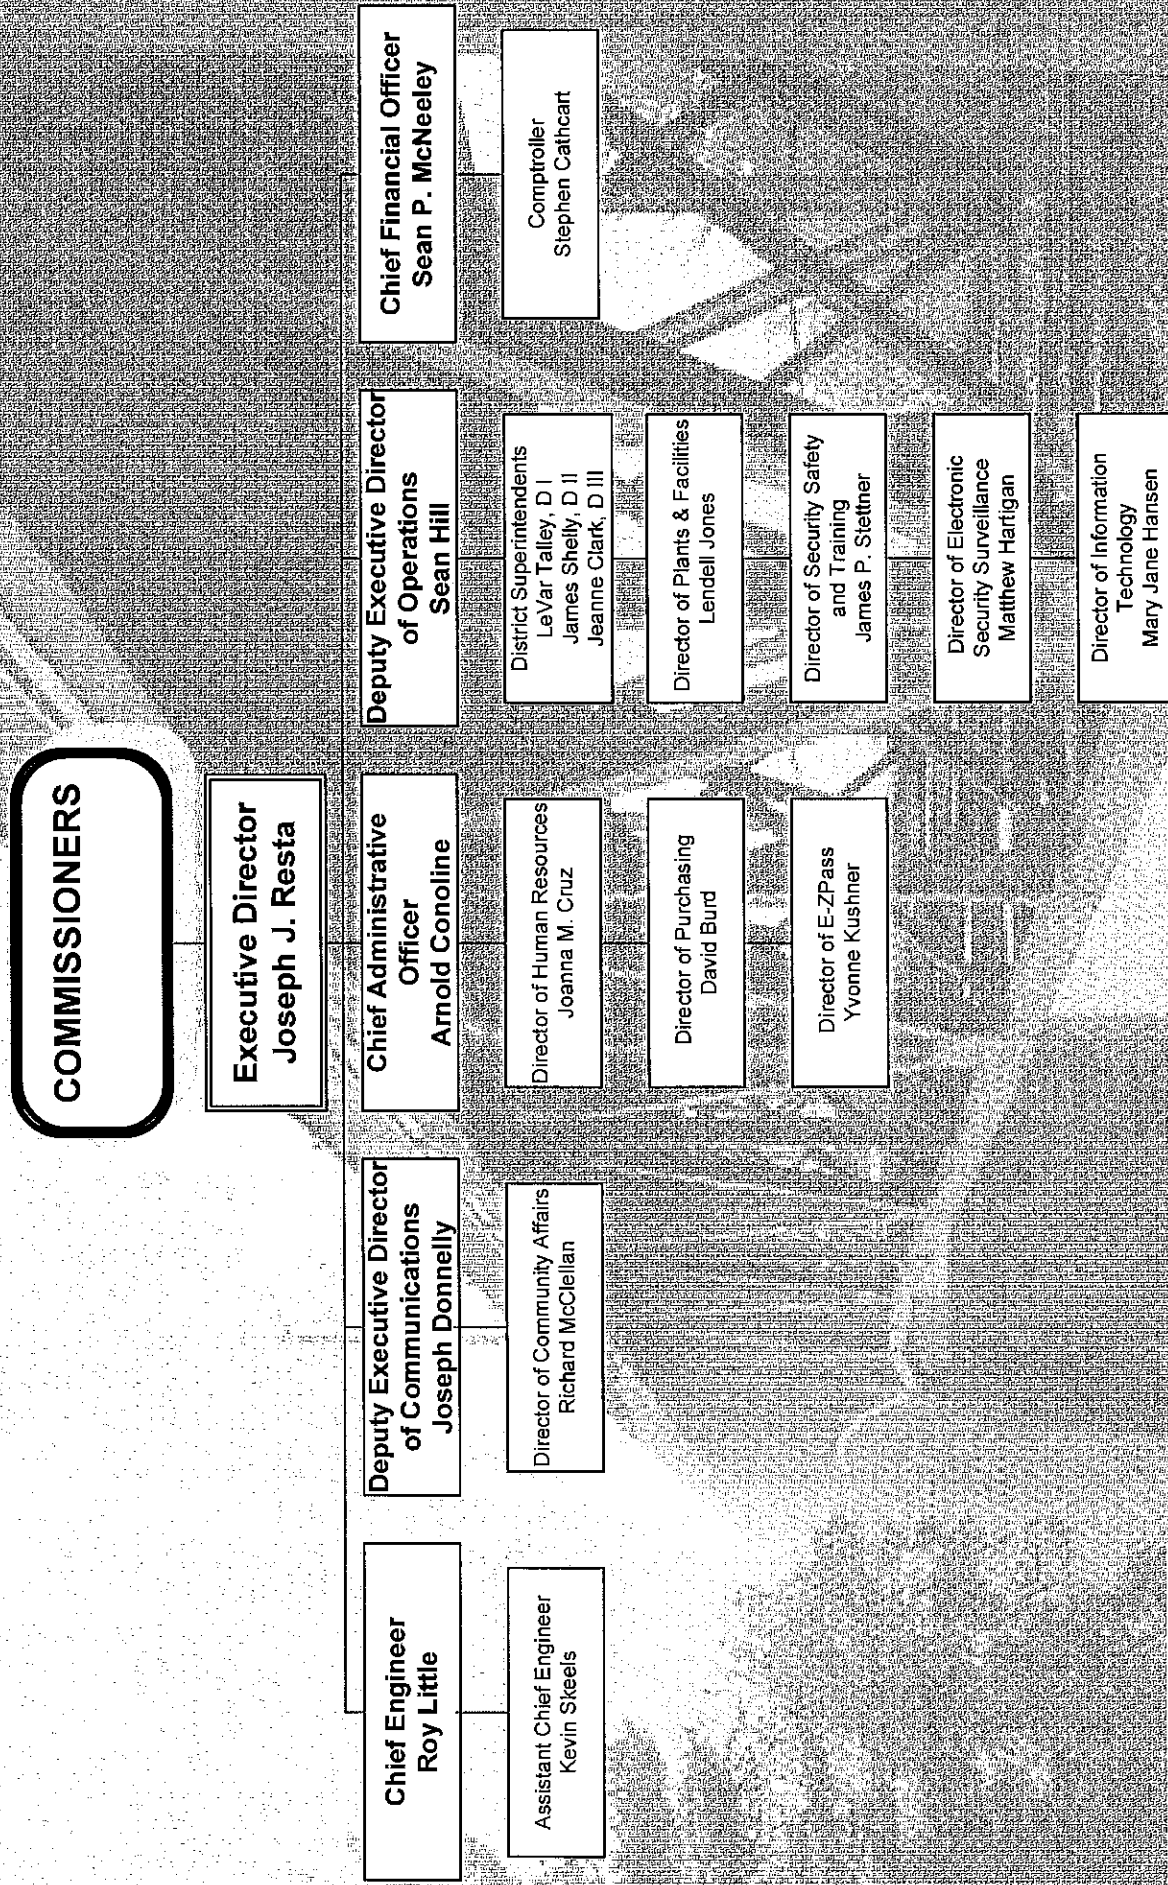 COMMISSIONERS
Executive Director
Joseph J. Resta
Chief Engineer
Roy Little
Assistant Chief Engineer
Kevin Skeels
Deputy Executive Director
of Communications
Joseph Donnelly
Director of Community Affairs
Richard McClellan
Chief Administrative
Officer
Arnold Conoline
Director of Human Resources
Joanna M. Cruz
Director of Purchasing
David Burd
Director of E-ZPass
Yvonne Kushner
Deputy Executive Director
of Operations
Sean Hill
District Superintendents
LeVar Talley, D I
James Shelly, D II
Jeanne Clark, D III
Director of Plants & Facilities
Lendell Jones
Director of Security Safety
and Training
James P. Stettner
Director of Electronic
Security Surveillance
Matthew Hartigan
Director of Information
Technology
Mary Jane Hansen
Chief Financial Officer
Sean P. McNeeley
Comptroller
Stephen Cathcart